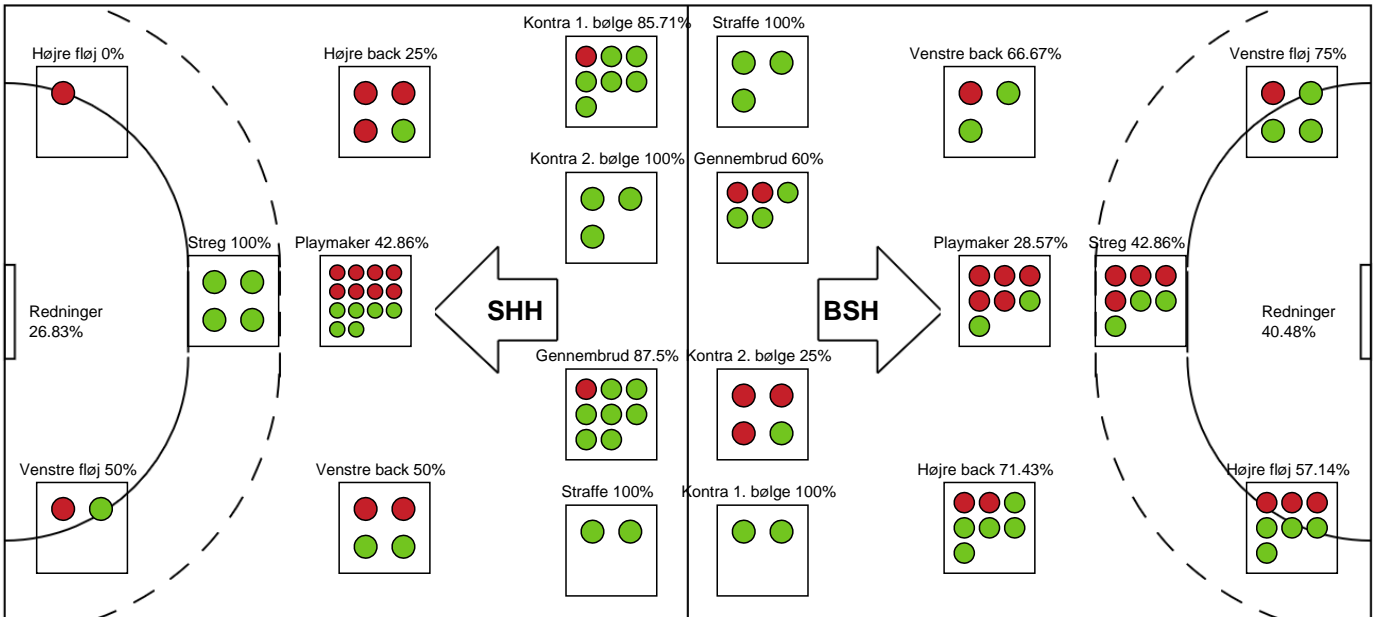 Kontra 1. bølge 85.71%
Straffe 100%
Højre fløj 0%
Højre back 25%
Venstre back 66.67%
Venstre fløj 75%
Kontra 2. bølge 100%
Gennembrud 60%
Streg 100%
Playmaker 42.86%
Playmaker 28.57%
Streg 42.86%
Redninger
26.83%
SHH
BSH
Redninger
40.48%
Gennembrud 87.5%
Kontra 2. bølge 25%
Venstre fløj 50%
Venstre back 50%
Højre back 71.43%
Højre fløj 57.14%
Straffe 100%
Kontra 1. bølge 100%